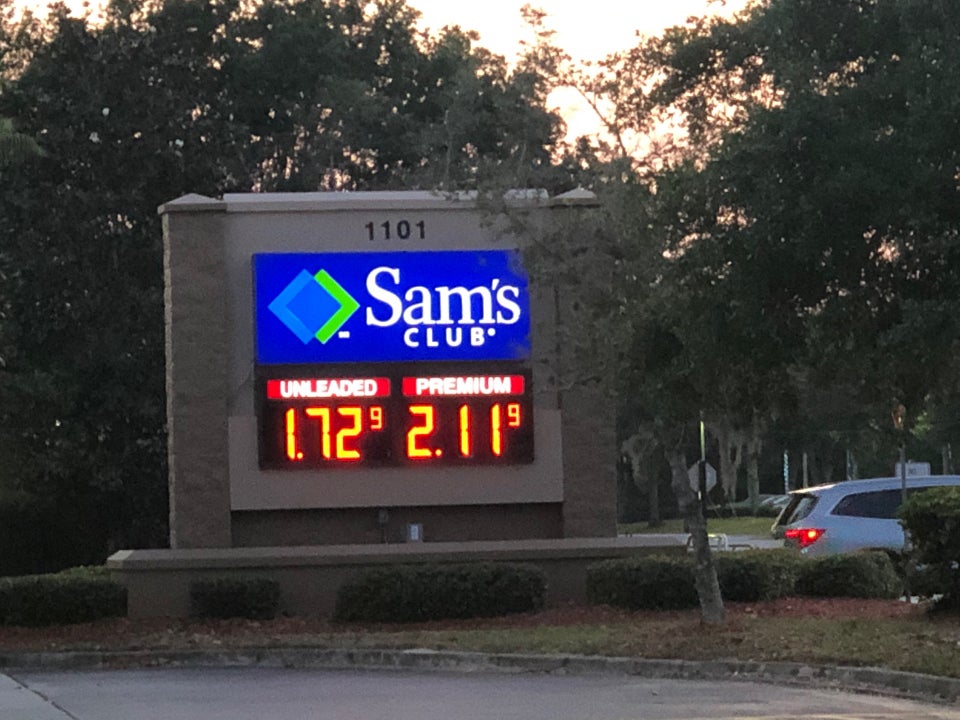 1101
Sam's
CLUB
UNLEADED PREMIUM
1.72 9 2.11 9